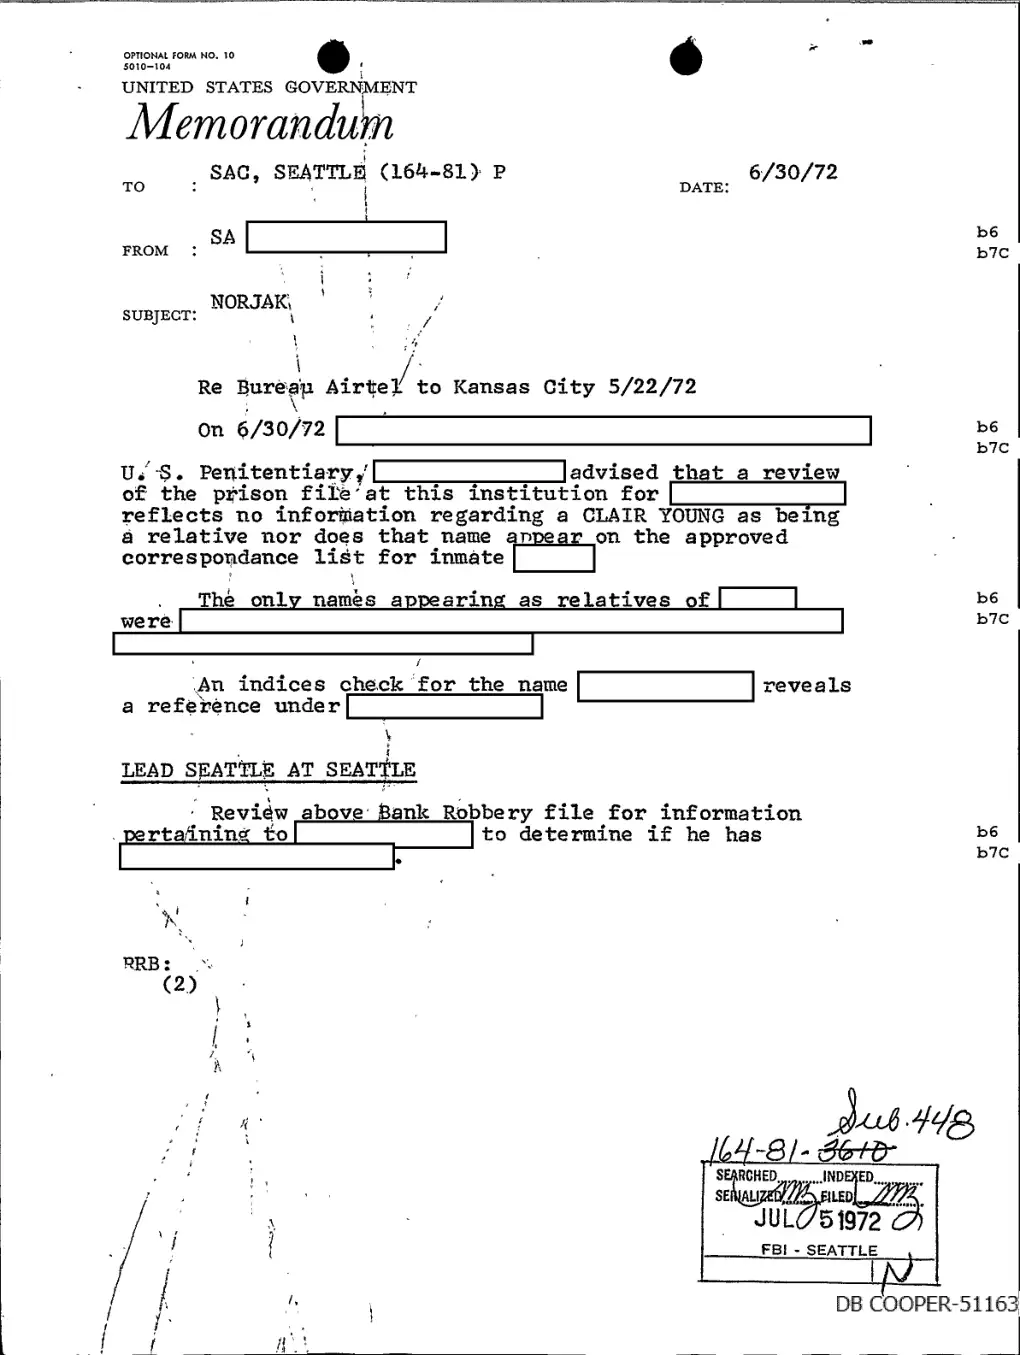 OPTIONAL FORM NO. 10
5010-104
UNITED STATES GOVERNMENT
Memorandum
TO : SAC, SEATTLE (164-81) P DATE: 6/30/72
FROM : SA b6
b7C
SUBJECT: NORJAK
Re Bureau Airtel to Kansas City 5/22/72
On 6/30/72 b6
b7C
U. S. Penitentiary, advised that a review
of the prison file at this institution for
reflects no information regarding a CLAIR YOUNG as being
a relative nor does that name appear on the approved
correspondance list for inmate
The only names appearing as relatives of b6
were b7C
An indices check for the name reveals
a reference under
LEAD SEATTLE AT SEATTLE
Review above Bank Robbery file for information
pertaining to to determine if he has b6
. b7C
RRB:
(2)
Sub.448
164-81-3610
SEARCHED INDEXED
SERIALIZED FILED
JUL 5 1972
FBI - SEATTLE
N
DB COOPER-51163